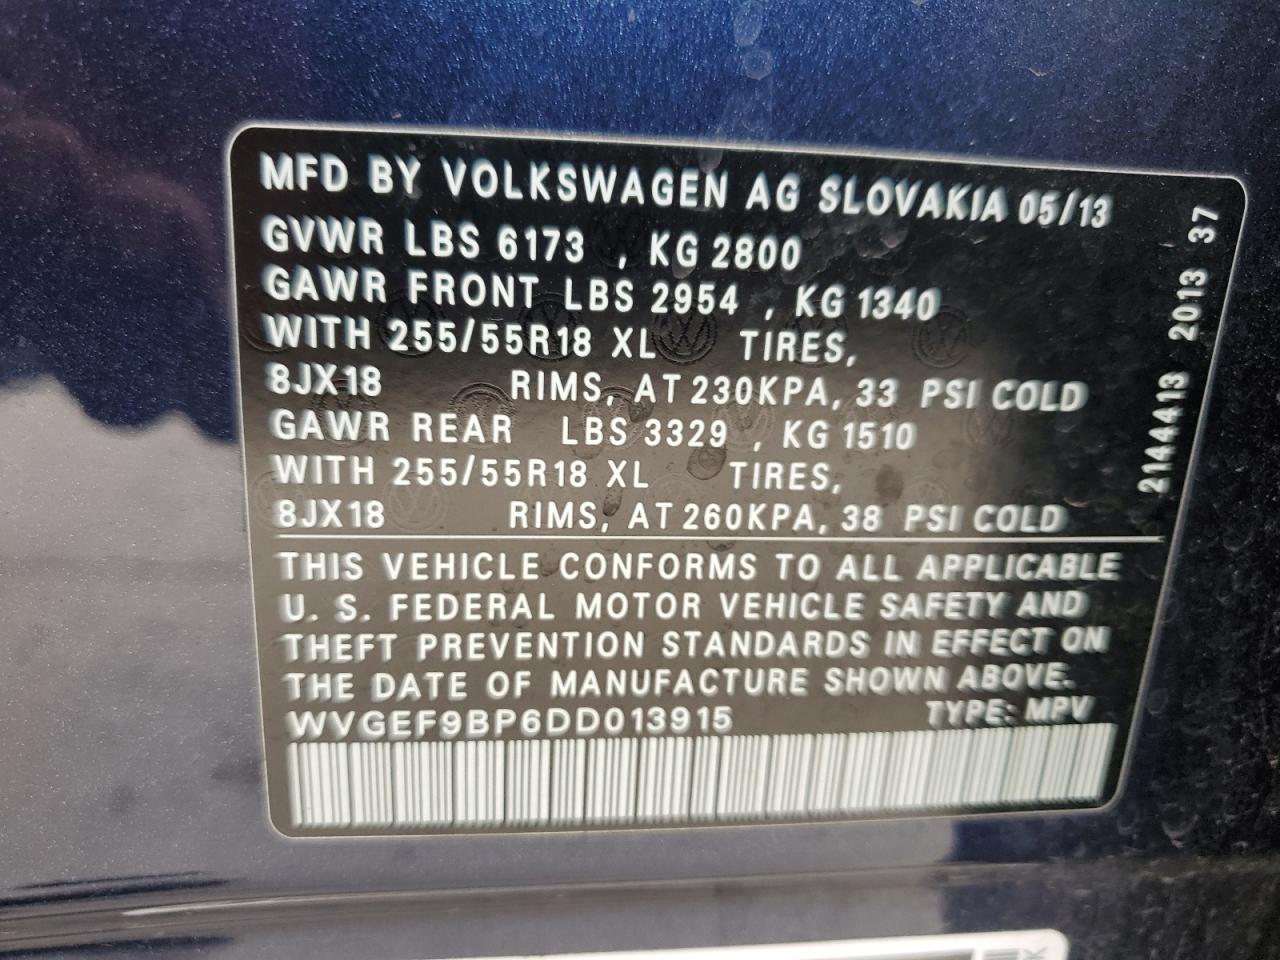 MFD BY VOLKSWAGEN AG SLOVAKIA 05/13
GVWR LBS 6173 , KG 2800
GAWR FRONT LBS 2954 , KG 1340
WITH 255/55R18 XL TIRES,
8JX18 RIMS, AT 230KPA, 33 PSI COLD
GAWR REAR LBS 3329 , KG 1510
WITH 255/55R18 XL TIRES,
8JX18 RIMS, AT 260KPA, 38 PSI COLD
THIS VEHICLE CONFORMS TO ALL APPLICABLE
U. S. FEDERAL MOTOR VEHICLE SAFETY AND
THEFT PREVENTION STANDARDS IN EFFECT ON
THE DATE OF MANUFACTURE SHOWN ABOVE.
WVGEF9BP6DD013915 TYPE: MPV
2144413 2013 37